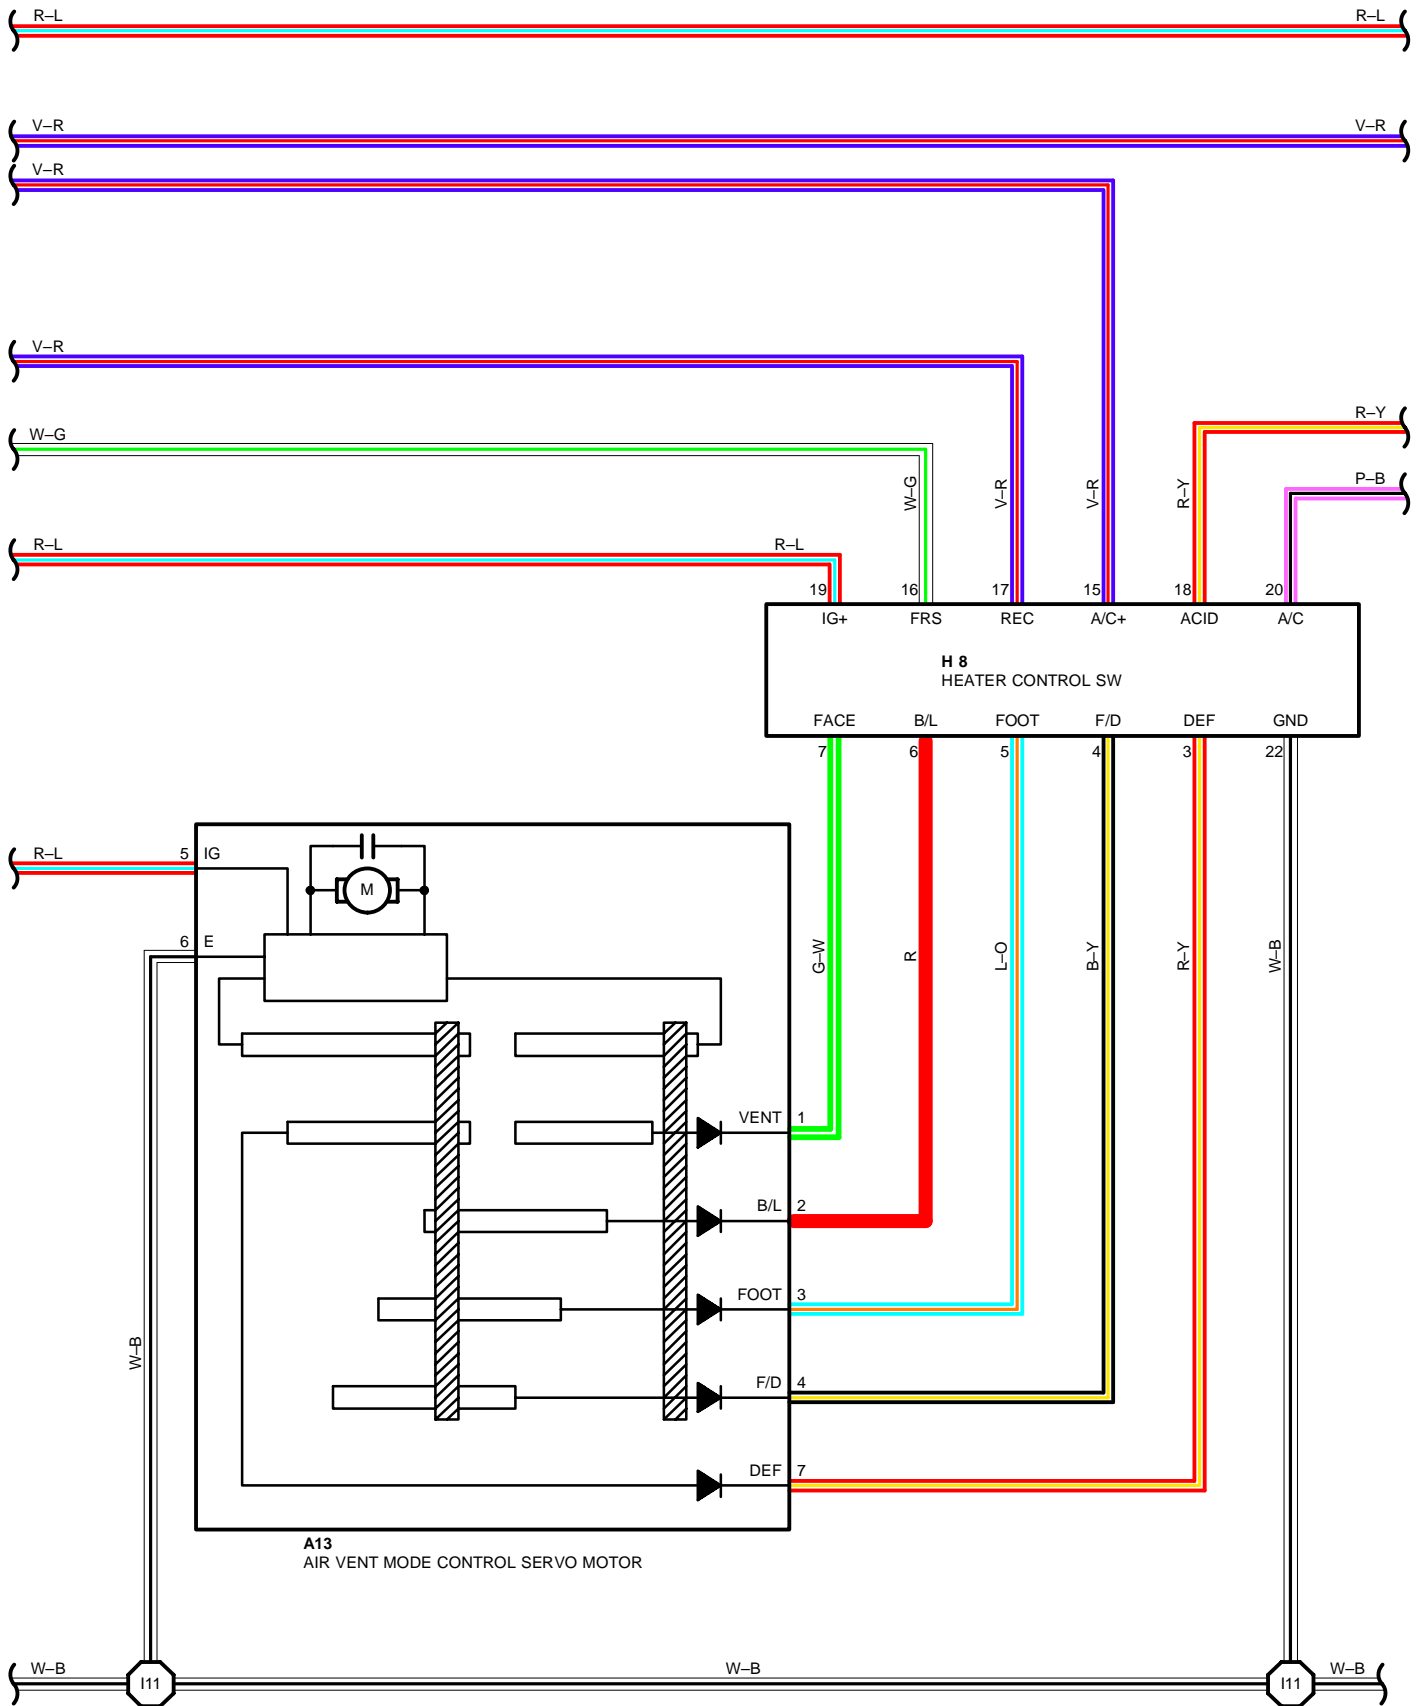 R–L R–L
V–R V–R
V–R
V–R
R–Y
W–G
P–B
W–G V–R V–R R–Y
R–L R–L
19 16 17 15 18 20
IG+ FRS REC A/C+ ACID A/C
H 8
HEATER CONTROL SW
FACE B/L FOOT F/D DEF GND
7 6 5 4 3 22
R–L 5 IG
M
6 E
G–W R L–O B–Y R–Y W–B
VENT 1
B/L 2
FOOT 3
W–B
F/D 4
DEF 7
A13
AIR VENT MODE CONTROL SERVO MOTOR
W–B W–B W–B
I11 I11